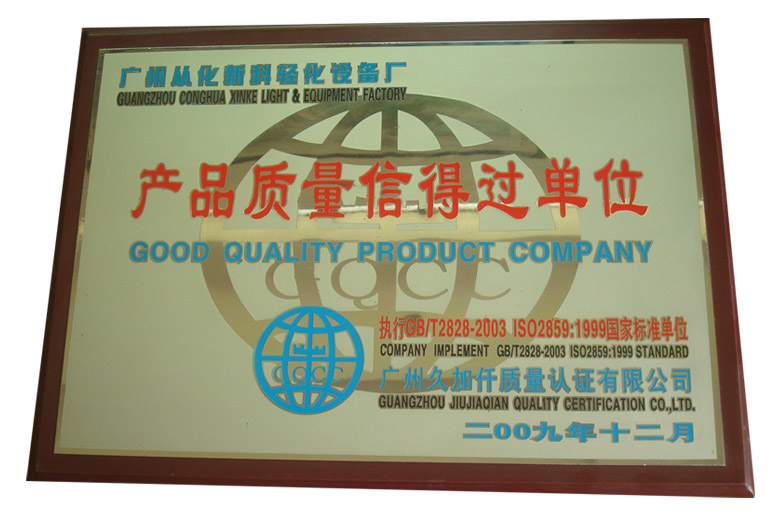 广州从化新科轻化设备厂
GUANGZHOU CONGHUA XINKE LIGHT & EQUIPMENT FACTORY
产品质量信得过单位
GOOD QUALITY PRODUCT COMPANY
CQCC
执行GB/T2828-2003 ISO2859:1999国家标准单位
COMPANY IMPLEMENT GB/T2828-2003 ISO2859:1999 STANDARD
CQCC
广州久加仟质量认证有限公司
GUANGZHOU JIUJIAQIAN QUALITY CERTIFICATION CO.,LTD.
二00九年十二月